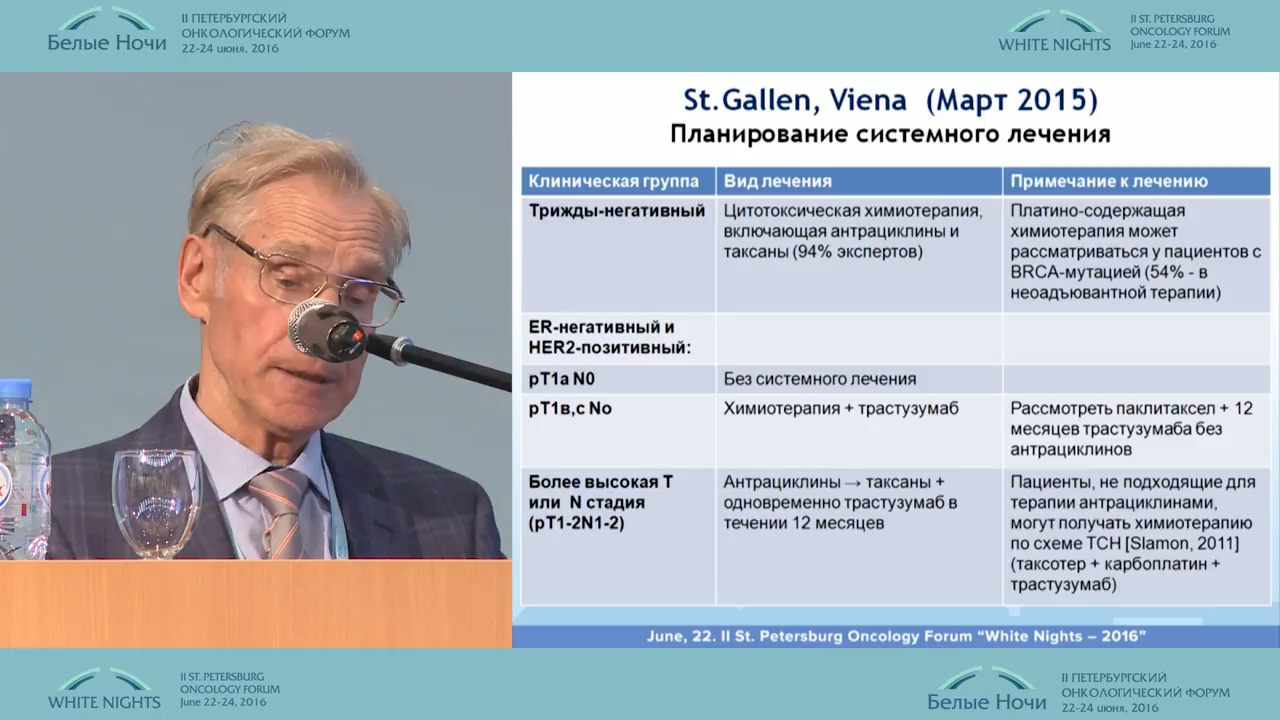 Белые Ночи
II ПЕТЕРБУРГСКИЙ
ОНКОЛОГИЧЕСКИЙ ФОРУМ
22-24 июня, 2016
WHITE NIGHTS
II ST. PETERSBURG
ONCOLOGY FORUM
June 22-24, 2016
St.Gallen, Viena (Март 2015)
Планирование системного лечения
Клиническая группа
Вид лечения
Примечание к лечению
Трижды-негативный
Цитотоксическая химиотерапия,
включающая антрациклины и
таксаны (94% экспертов)
Платино-содержащая
химиотерапия может
рассматриваться у пациентов с
BRCA-мутацией (54% - в
неоадъювантной терапии)
ER-негативный и
HER2-позитивный:
pT1a N0
Без системного лечения
pT1в,с No
Химиотерапия + трастузумаб
Рассмотреть паклитаксел + 12
месяцев трастузумаба без
антрациклинов
Более высокая Т
или N стадия
(pT1-2N1-2)
Антрациклины → таксаны +
одновременно трастузумаб в
течении 12 месяцев
Пациенты, не подходящие для
терапии антрациклинами,
могут получать химиотерапию
по схеме ТСН [Slamon, 2011]
(таксотер + карбоплатин +
трастузумаб)
June, 22. II St. Petersburg Oncology Forum “White Nights – 2016”
WHITE NIGHTS
II ST. PETERSBURG
ONCOLOGY FORUM
June 22-24, 2016
Белые Ночи
II ПЕТЕРБУРГСКИЙ
ОНКОЛОГИЧЕСКИЙ ФОРУМ
22-24 июня, 2016